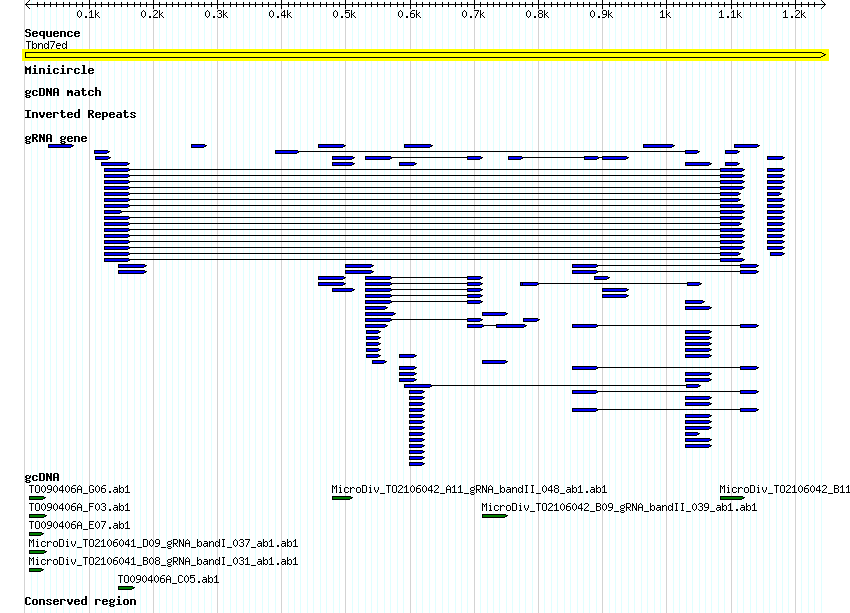 0.1k 0.2k 0.3k 0.4k 0.5k 0.6k 0.7k 0.8k 0.9k 1k 1.1k 1.2k
Sequence
Tbnd7ed
Minicircle
gcDNA match
Inverted Repeats
gRNA gene
gcDNA
TO090406A_G06.ab1 MicroDiv_TO2106042_A11_gRNA_bandII_048_ab1.ab1 MicroDiv_TO2106042_B11
TO090406A_F03.ab1 MicroDiv_TO2106042_B09_gRNA_bandII_039_ab1.ab1
TO090406A_E07.ab1
MicroDiv_TO2106041_D09_gRNA_bandI_037_ab1.ab1
MicroDiv_TO2106041_B08_gRNA_bandI_031_ab1.ab1
TO090406A_C05.ab1
Conserved region